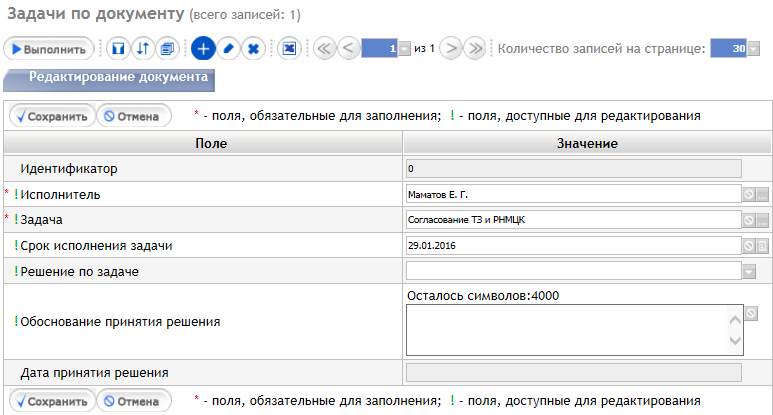 Задачи по документу (всего записей: 1)
Выполнить 1 из 1 Количество записей на странице: 30
Редактирование документа
Сохранить Отмена * - поля, обязательные для заполнения; ! - поля, доступные для редактирования
Поле Значение
Идентификатор 0
* ! Исполнитель Маматов Е. Г.
* ! Задача Согласование ТЗ и РНМЦК
! Срок исполнения задачи 29.01.2016
! Решение по задаче
Осталось символов:4000
! Обоснование принятия решения
Дата принятия решения
Сохранить Отмена * - поля, обязательные для заполнения; ! - поля, доступные для редактирования